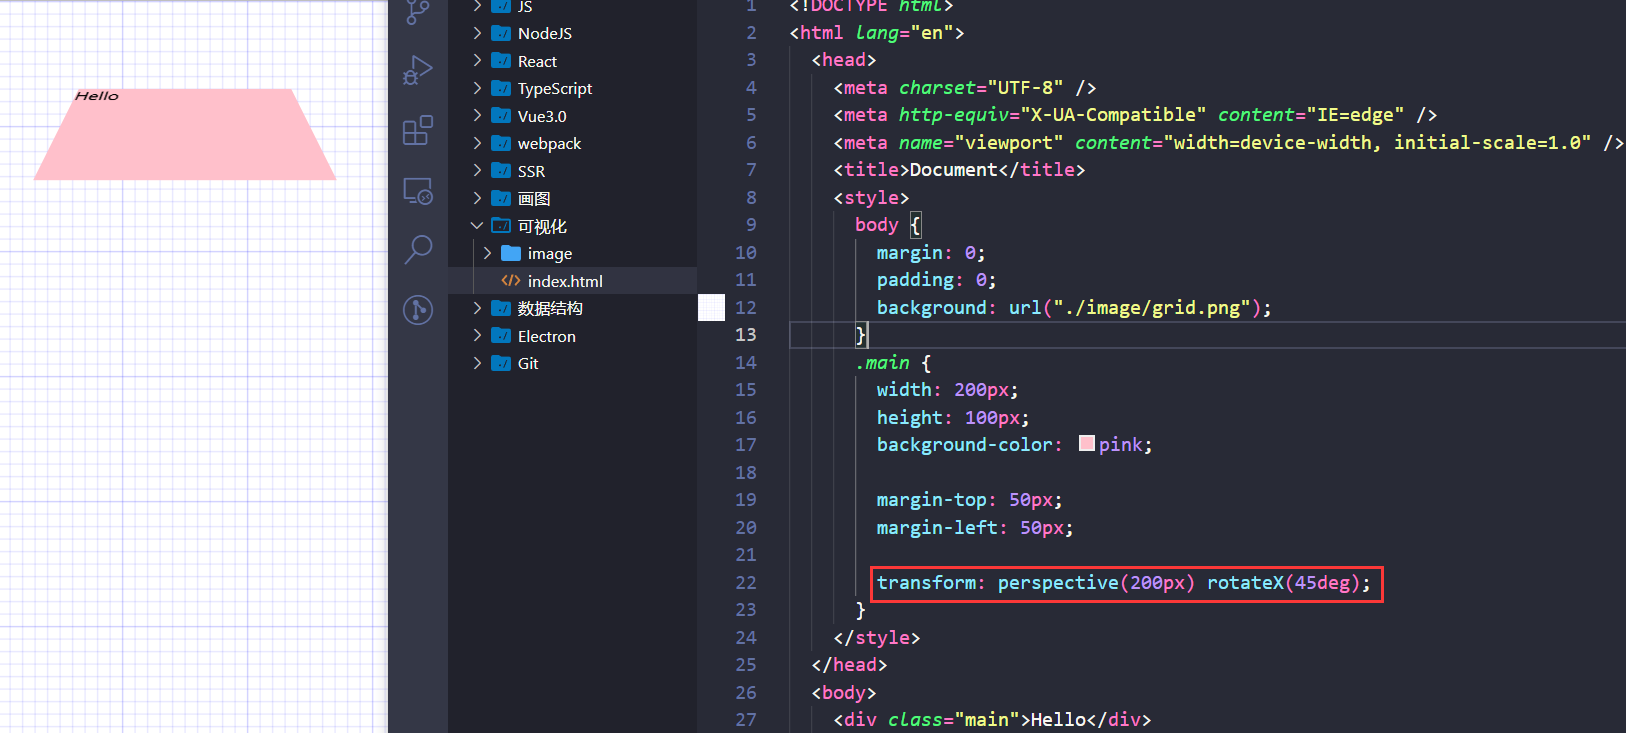 Hello
JS
NodeJS
React
TypeScript
Vue3.0
webpack
SSR
画图
可视化
image
index.html
数据结构
Electron
Git
1 <!DOCTYPE html>
2 <html lang="en">
3 <head>
4 <meta charset="UTF-8" />
5 <meta http-equiv="X-UA-Compatible" content="IE=edge" />
6 <meta name="viewport" content="width=device-width, initial-scale=1.0" />
7 <title>Document</title>
8 <style>
9 body {
10 margin: 0;
11 padding: 0;
12 background: url("./image/grid.png");
13 }
14 .main {
15 width: 200px;
16 height: 100px;
17 background-color: pink;
18
19 margin-top: 50px;
20 margin-left: 50px;
21
22 transform: perspective(200px) rotateX(45deg);
23 }
24 </style>
25 </head>
26 <body>
27 <div class="main">Hello</div>